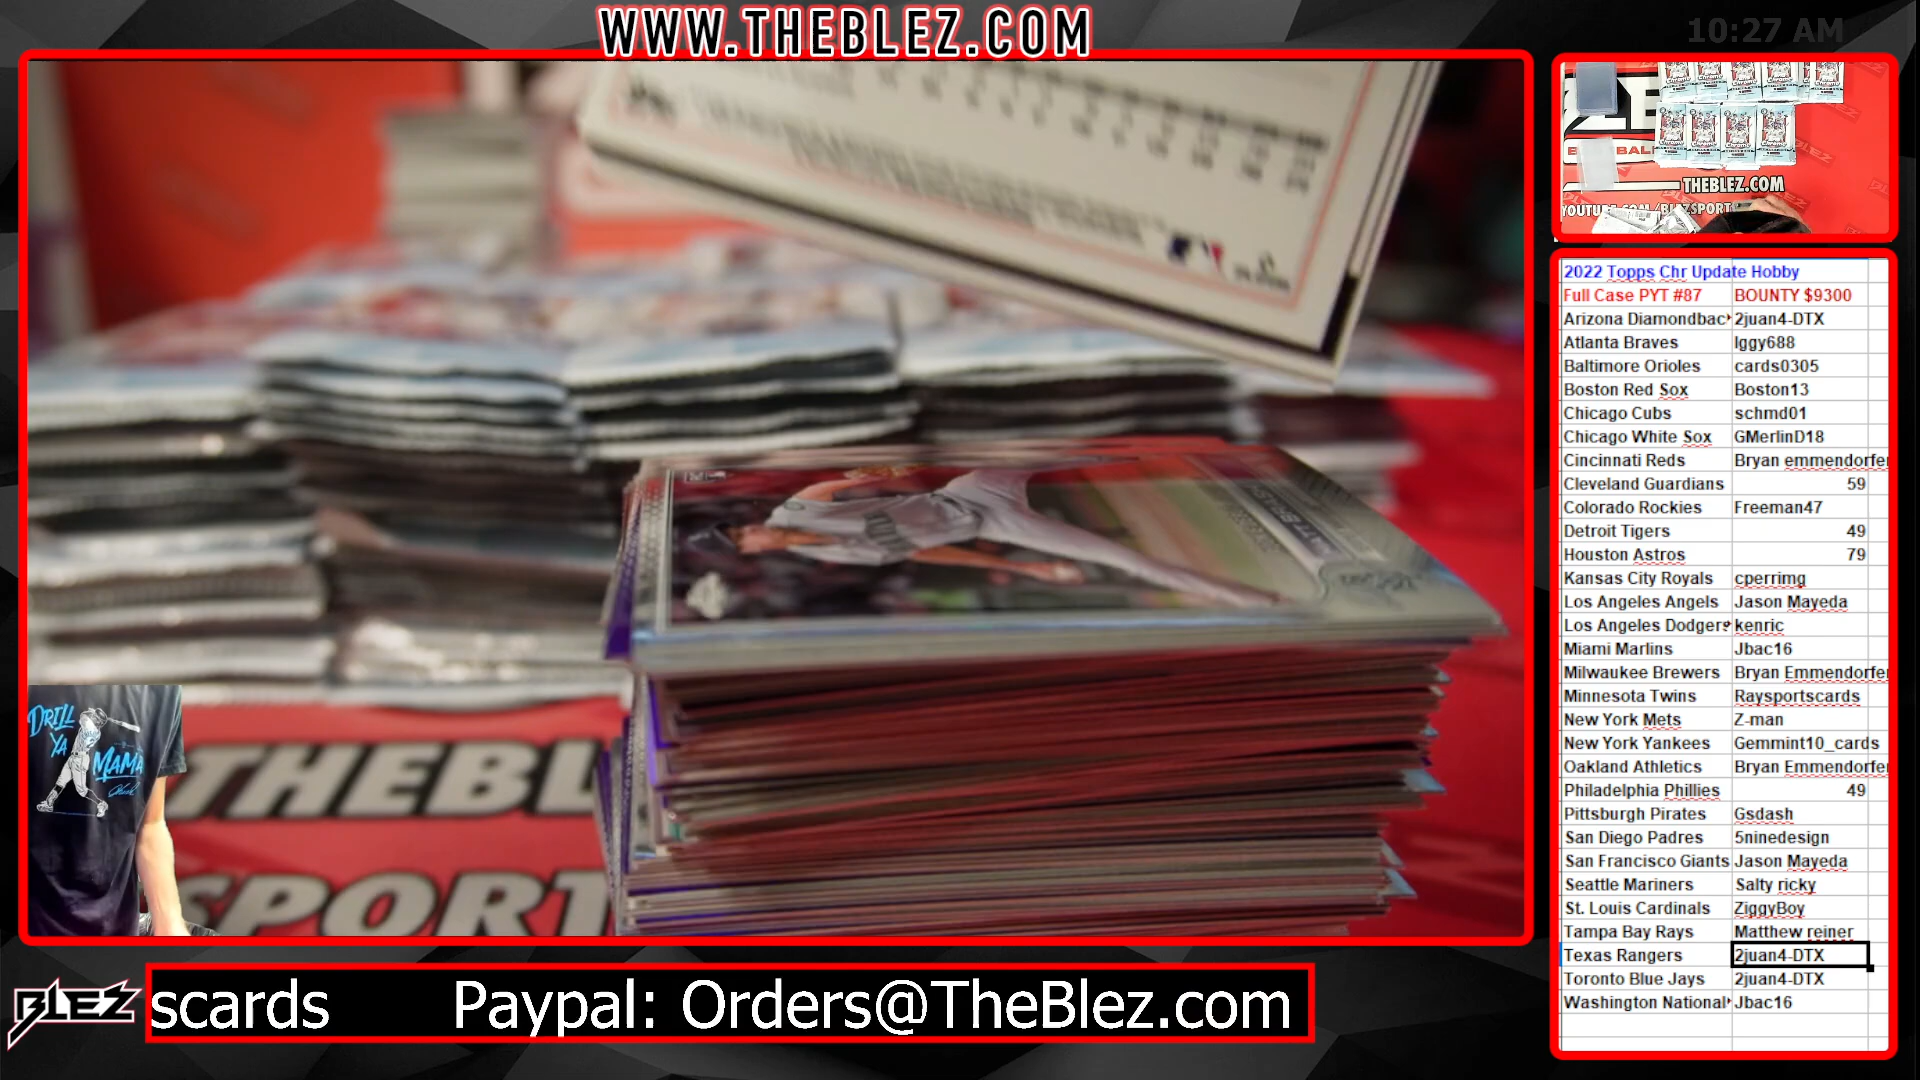 WWW.THEBLEZ.COM
10:27 AM
THEBLEZ.COM
2022 Topps Chr Update Hobby
Full Case PYT #87 BOUNTY $9300
Arizona Diamondbac 2juan4-DTX
Atlanta Braves Iggy688
Baltimore Orioles cards0305
Boston Red Sox Boston13
Chicago Cubs schmd01
Chicago White Sox GMerlinD18
Cincinnati Reds Bryan emmendorfer
Cleveland Guardians 59
Colorado Rockies Freeman47
Detroit Tigers 49
Houston Astros 79
Kansas City Royals cperrimg
Los Angeles Angels Jason Mayeda
Los Angeles Dodgers kenric
Miami Marlins Jbac16
Milwaukee Brewers Bryan Emmendorfer
Minnesota Twins Raysportscards
New York Mets Z-man
New York Yankees Gemmint10_cards
Oakland Athletics Bryan Emmendorfer
Philadelphia Phillies 49
Pittsburgh Pirates Gsdash
San Diego Padres 5ninedesign
San Francisco Giants Jason Mayeda
Seattle Mariners Salty ricky
St. Louis Cardinals ZiggyBoy
Tampa Bay Rays Matthew reiner
Texas Rangers 2juan4-DTX
Toronto Blue Jays 2juan4-DTX
Washington National Jbac16
DRILL
YA
MAMA
THEBL
SPORT
BLEZ
scards Paypal: Orders@TheBlez.com